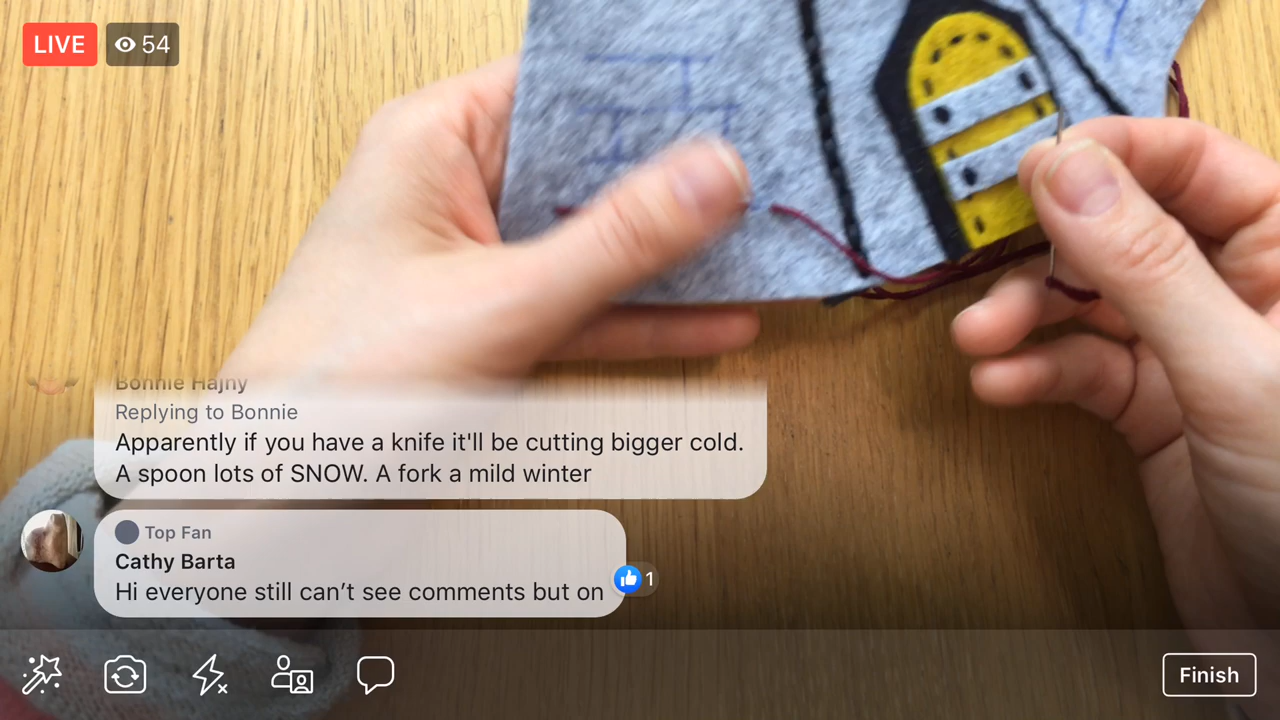 LIVE
54
Bonnie Hajny
Replying to Bonnie
Apparently if you have a knife it'll be cutting bigger cold.
A spoon lots of SNOW. A fork a mild winter
Top Fan
Cathy Barta
Hi everyone still can’t see comments but on
1
Finish